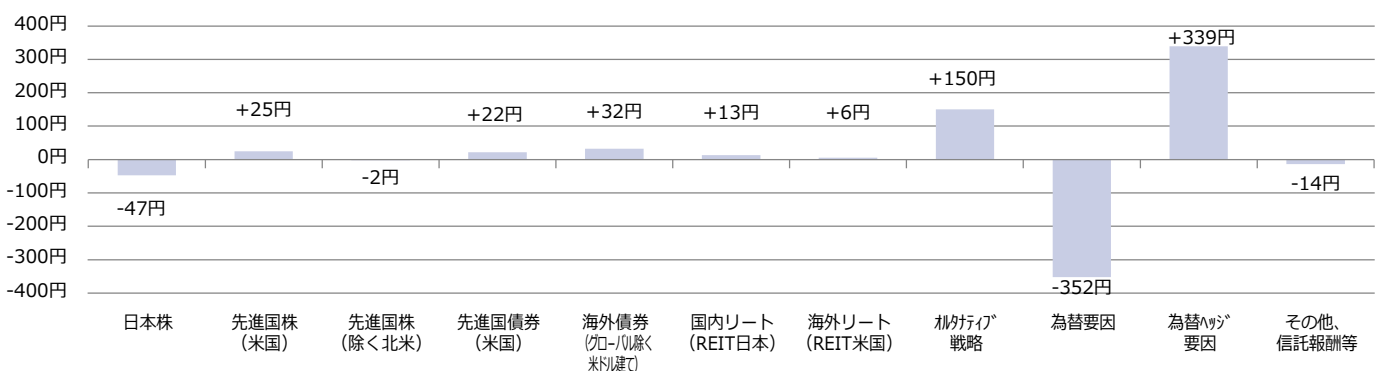 400円
300円
200円
100円
0円
-100円
-200円
-300円
-400円
-47円
+25円
-2円
+22円
+32円
+13円
+6円
+150円
-352円
+339円
-14円
日本株
先進国株
（米国）
先進国株
（除く北米）
先進国債券
（米国）
海外債券
(ｸﾞﾛｰﾊﾞﾙ除く
米ﾄﾞﾙ建て)
国内リート
（REIT日本）
海外リート
（REIT米国）
ｵﾙﾀﾅﾃｨﾌﾞ
戦略
為替要因
為替ﾍｯｼﾞ
要因
その他、
信託報酬等